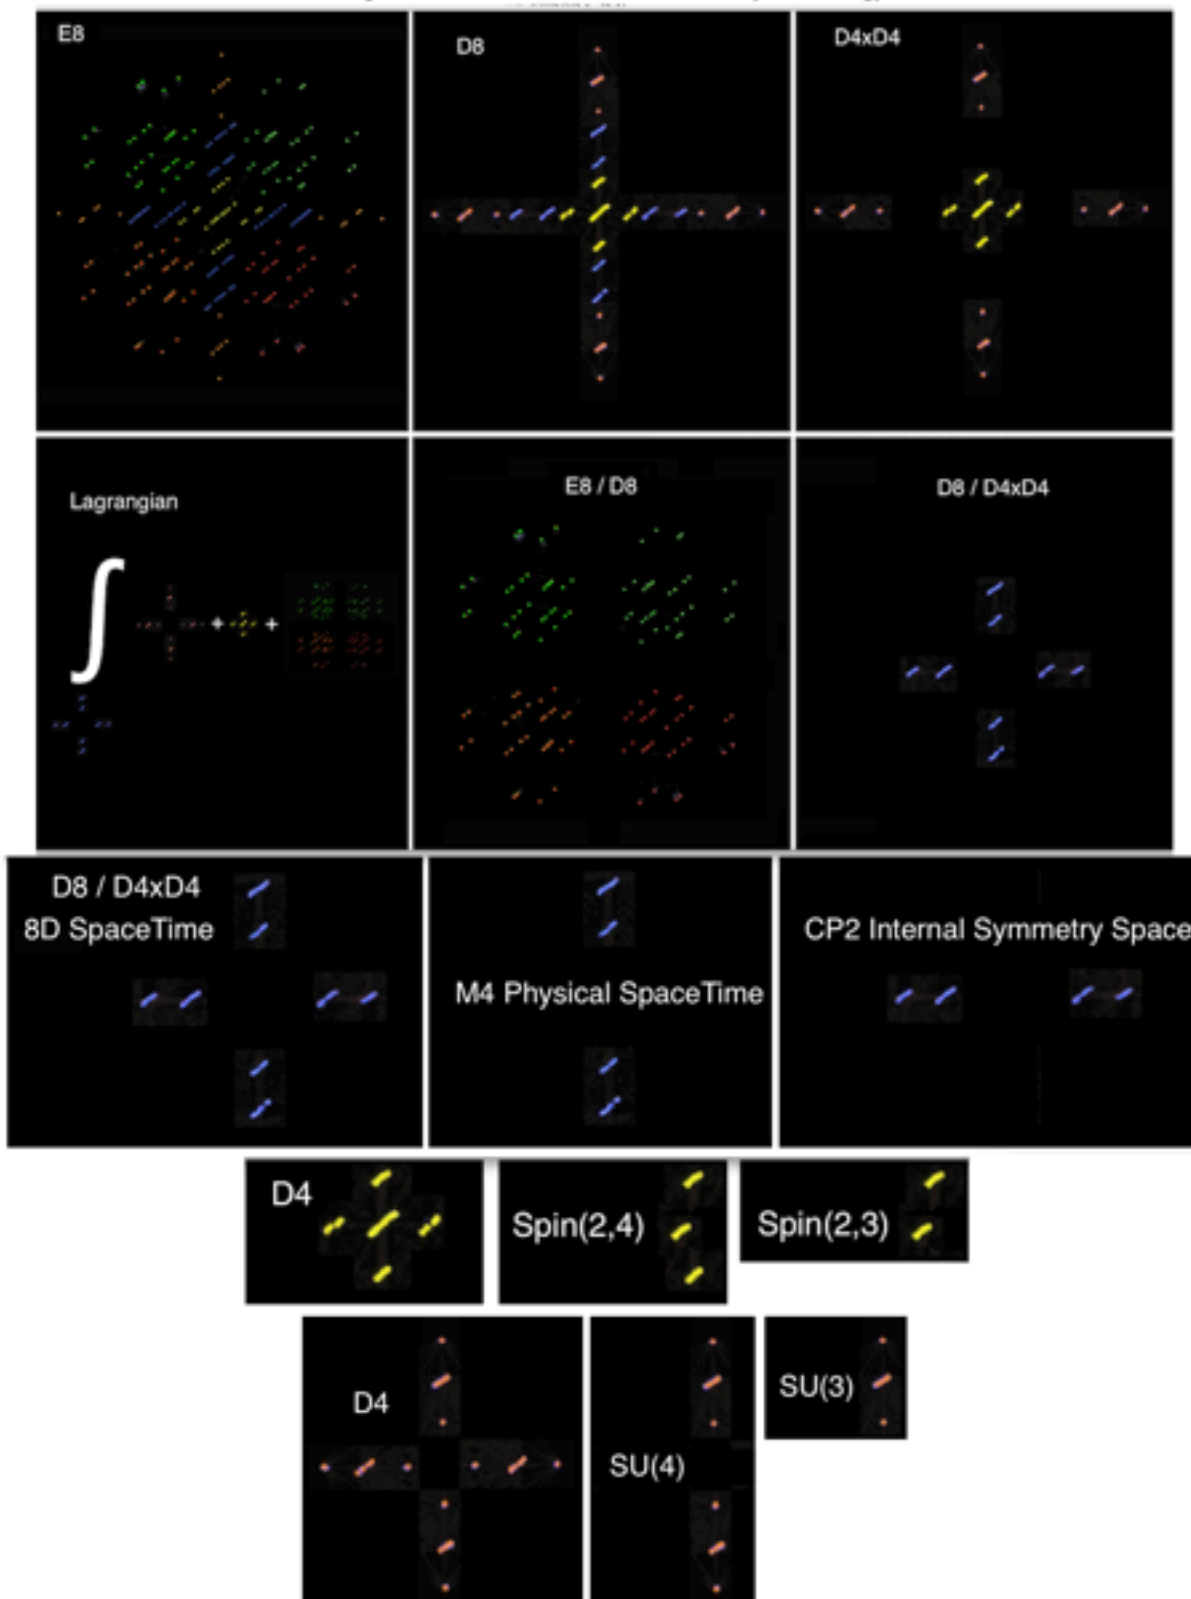 E8
D8
D4xD4
Lagrangian
∫ + +
E8 / D8
D8 / D4xD4
D8 / D4xD4
8D SpaceTime
M4 Physical SpaceTime
CP2 Internal Symmetry Space
D4
Spin(2,4)
Spin(2,3)
D4
SU(4)
SU(3)